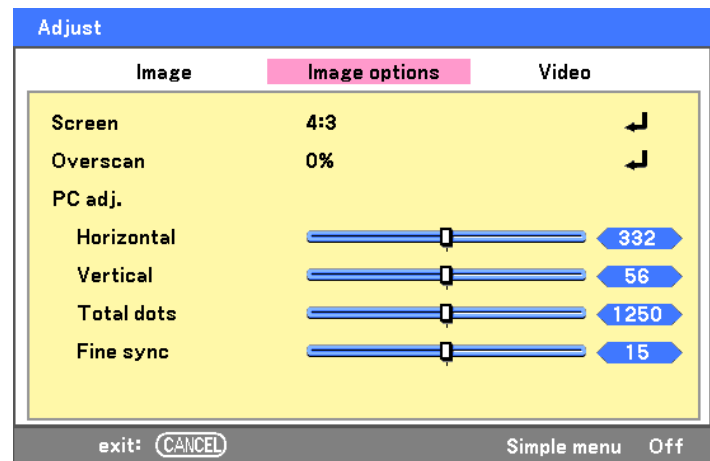 Adjust
Image Image options Video
Screen 4:3
Overscan 0%
PC adj.
Horizontal 332
Vertical 56
Total dots 1250
Fine sync 15
exit: CANCEL Simple menu Off